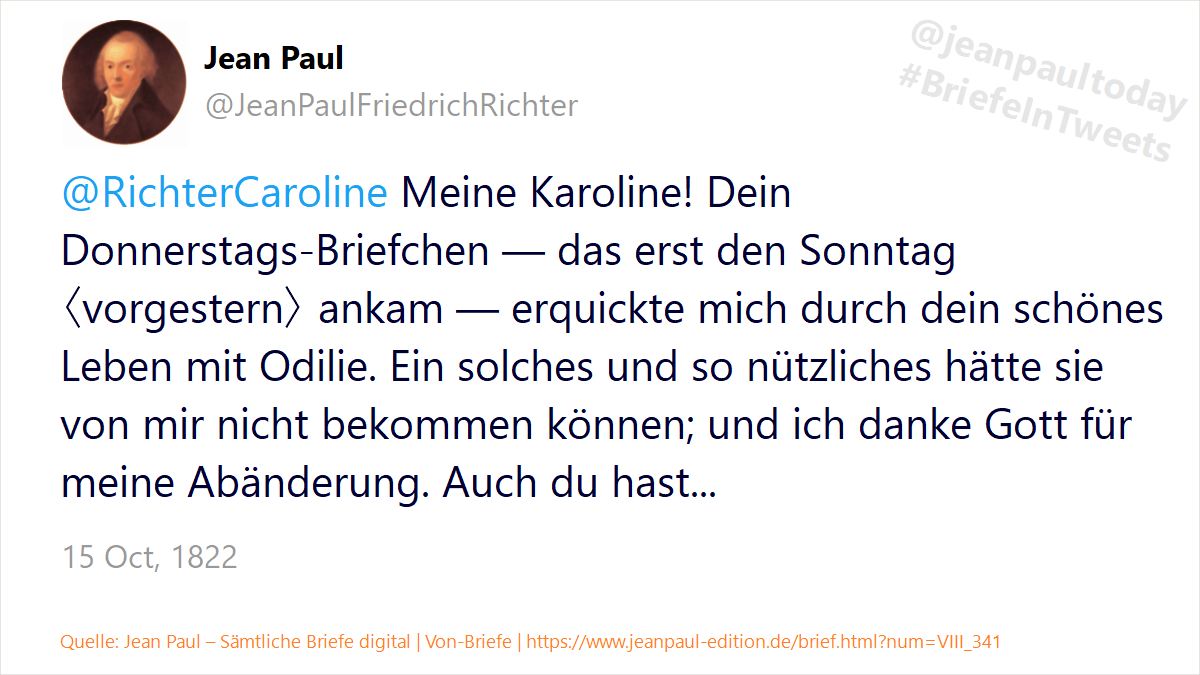 Jean Paul
@JeanPaulFriedrichRichter
@jeanpaultoday
#BriefeInTweets
@RichterCaroline Meine Karoline! Dein
Donnerstags-Briefchen — das erst den Sonntag
〈vorgestern〉 ankam — erquickte mich durch dein schönes
Leben mit Odilie. Ein solches und so nützliches hätte sie
von mir nicht bekommen können; und ich danke Gott für
meine Abänderung. Auch du hast...
15 Oct, 1822
Quelle: Jean Paul – Sämtliche Briefe digital | Von-Briefe | https://www.jeanpaul-edition.de/brief.html?num=VIII_341